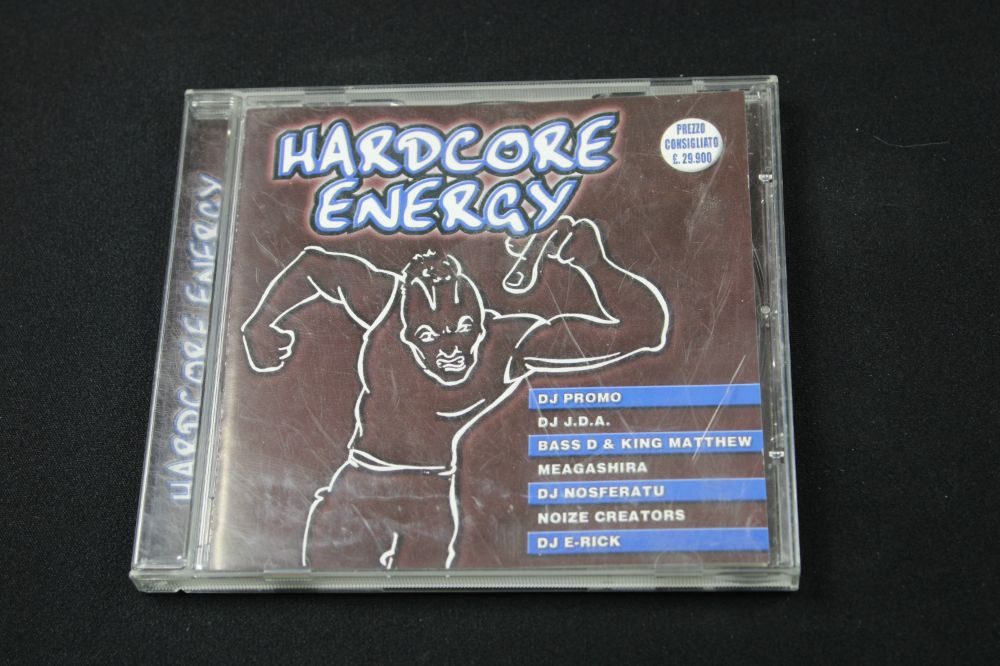 HARDCORE
ENERGY
PREZZO
CONSIGLIATO
£. 29.900
HARDCORE ENERGY
DJ PROMO
DJ J.D.A.
BASS D & KING MATTHEW
MEAGASHIRA
DJ NOSFERATU
NOIZE CREATORS
DJ E-RICK